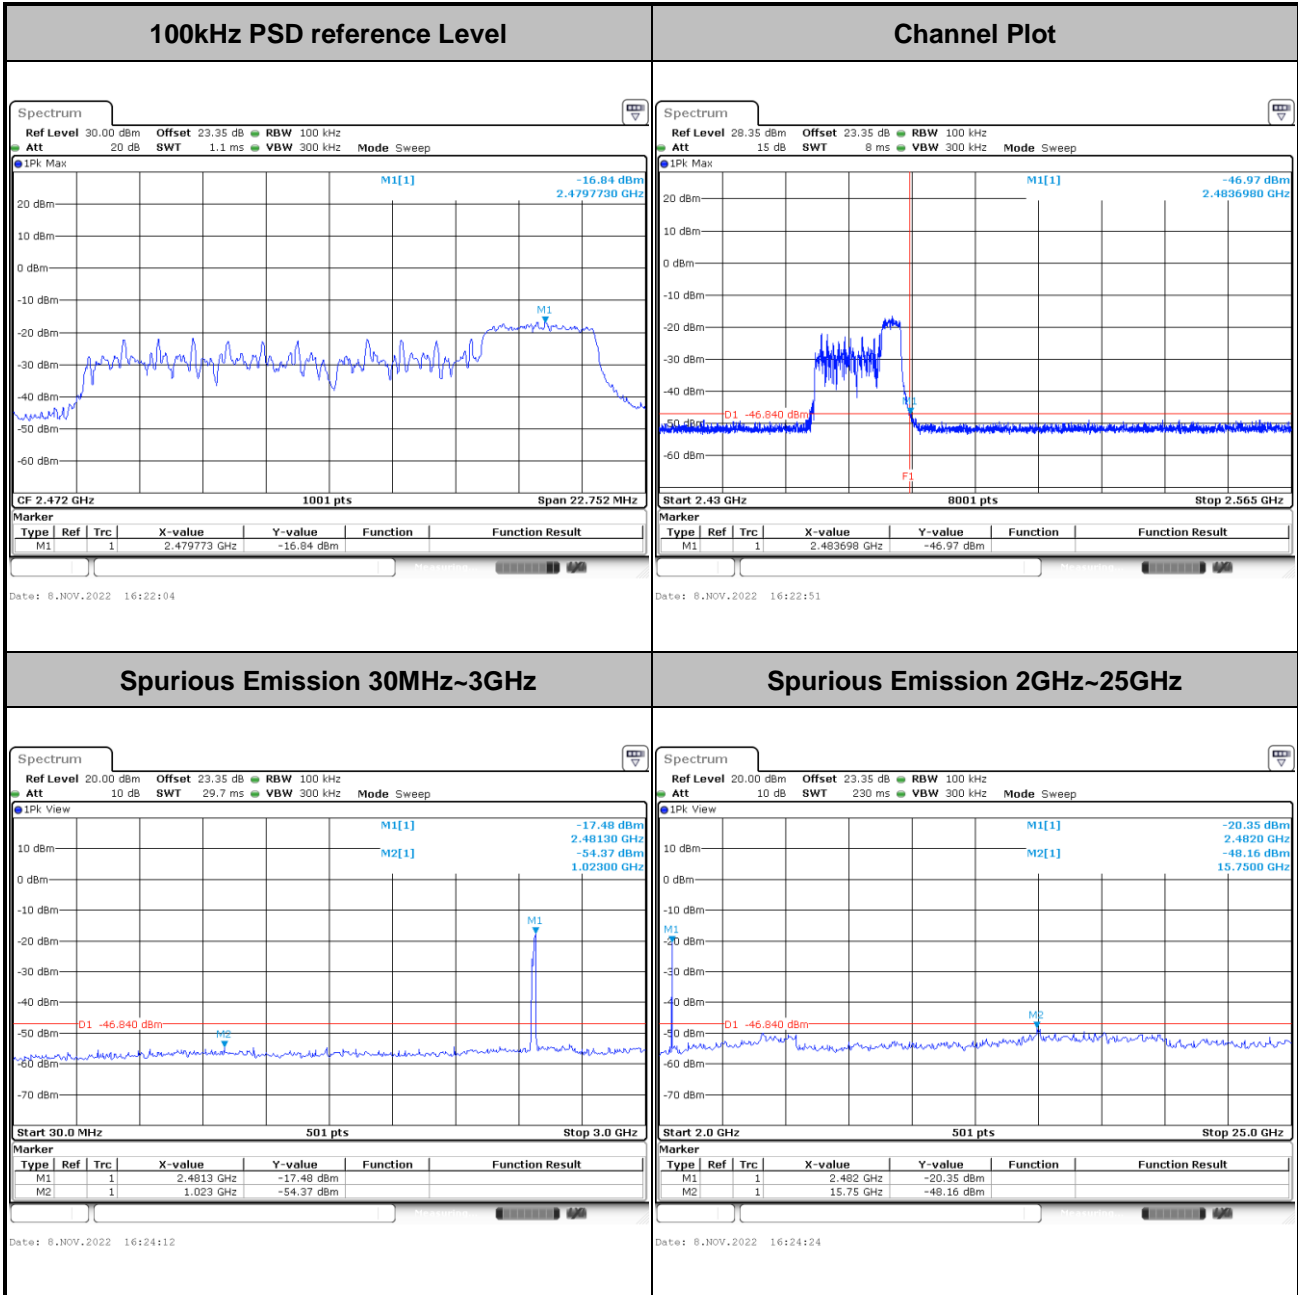 100kHz PSD reference Level
Spectrum
Ref Level 30.00 dBm Offset 23.35 dB RBW 100 kHz
Att 20 dB SWT 1.1 ms VBW 300 kHz Mode Sweep
1Pk Max
M1[1] -16.84 dBm
2.4797730 GHz
20 dBm
10 dBm
0 dBm
-10 dBm
M1
-20 dBm
-30 dBm
-40 dBm
-50 dBm
-60 dBm
CF 2.472 GHz 1001 pts Span 22.752 MHz
Marker
Type Ref Trc X-value Y-value Function Function Result
M1 1 2.479773 GHz -16.84 dBm
Measuring
Date: 8.NOV.2022 16:22:04
Channel Plot
Spectrum
Ref Level 28.35 dBm Offset 23.35 dB RBW 100 kHz
Att 15 dB SWT 8 ms VBW 300 kHz Mode Sweep
1Pk Max
M1[1] -46.97 dBm
2.4836980 GHz
20 dBm
10 dBm
0 dBm
-10 dBm
-20 dBm
-30 dBm
-40 dBm
M1
D1 -46.840 dBm
-50 dBm
-60 dBm
F1
Start 2.43 GHz 8001 pts Stop 2.565 GHz
Marker
Type Ref Trc X-value Y-value Function Function Result
M1 1 2.483698 GHz -46.97 dBm
Measuring
Date: 8.NOV.2022 16:22:51
Spurious Emission 30MHz~3GHz
Spectrum
Ref Level 20.00 dBm Offset 23.35 dB RBW 100 kHz
Att 10 dB SWT 29.7 ms VBW 300 kHz Mode Sweep
1Pk View
M1[1] -17.48 dBm
2.48130 GHz
10 dBm
M2[1] -54.37 dBm
1.02300 GHz
0 dBm
-10 dBm
M1
-20 dBm
-30 dBm
-40 dBm
D1 -46.840 dBm
-50 dBm
M2
-60 dBm
-70 dBm
Start 30.0 MHz 501 pts Stop 3.0 GHz
Marker
Type Ref Trc X-value Y-value Function Function Result
M1 1 2.4813 GHz -17.48 dBm
M2 1 1.023 GHz -54.37 dBm
Measuring
Date: 8.NOV.2022 16:24:12
Spurious Emission 2GHz~25GHz
Spectrum
Ref Level 20.00 dBm Offset 23.35 dB RBW 100 kHz
Att 10 dB SWT 230 ms VBW 300 kHz Mode Sweep
1Pk View
M1[1] -20.35 dBm
2.4820 GHz
10 dBm
M2[1] -48.16 dBm
15.7500 GHz
0 dBm
-10 dBm
M1
-20 dBm
-30 dBm
-40 dBm
M2
D1 -46.840 dBm
-50 dBm
-60 dBm
-70 dBm
Start 2.0 GHz 501 pts Stop 25.0 GHz
Marker
Type Ref Trc X-value Y-value Function Function Result
M1 1 2.482 GHz -20.35 dBm
M2 1 15.75 GHz -48.16 dBm
Measuring
Date: 8.NOV.2022 16:24:24